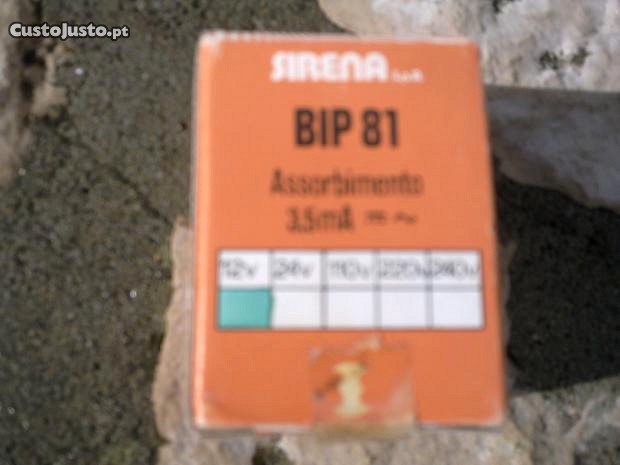 CustoJusto.pt
SIRENA S.p.A.
BIP 81
Assorbimento
3,5mA ⎓ ~
12v 24v 110v 220v 240v